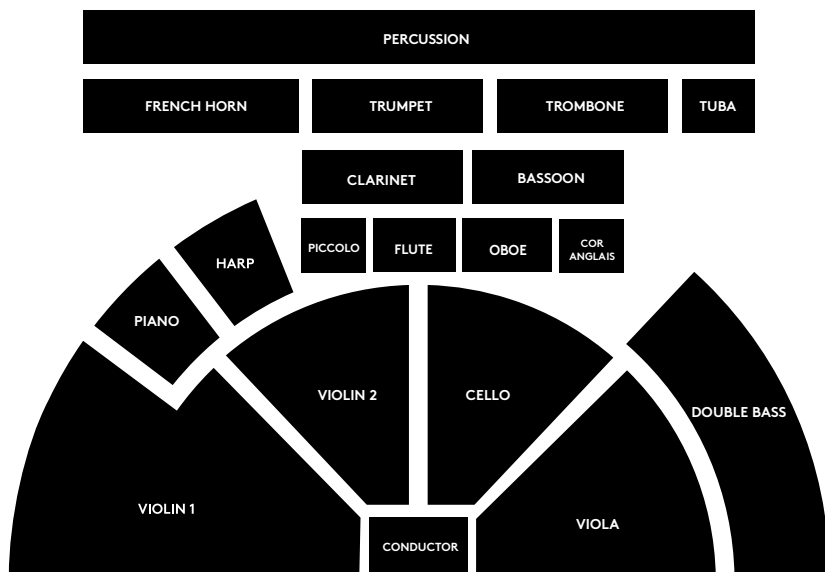 PERCUSSION
FRENCH HORN
TRUMPET
TROMBONE
TUBA
CLARINET
BASSOON
PICCOLO
FLUTE
OBOE
COR
ANGLAIS
HARP
PIANO
VIOLIN 2
CELLO
DOUBLE BASS
VIOLIN 1
VIOLA
CONDUCTOR